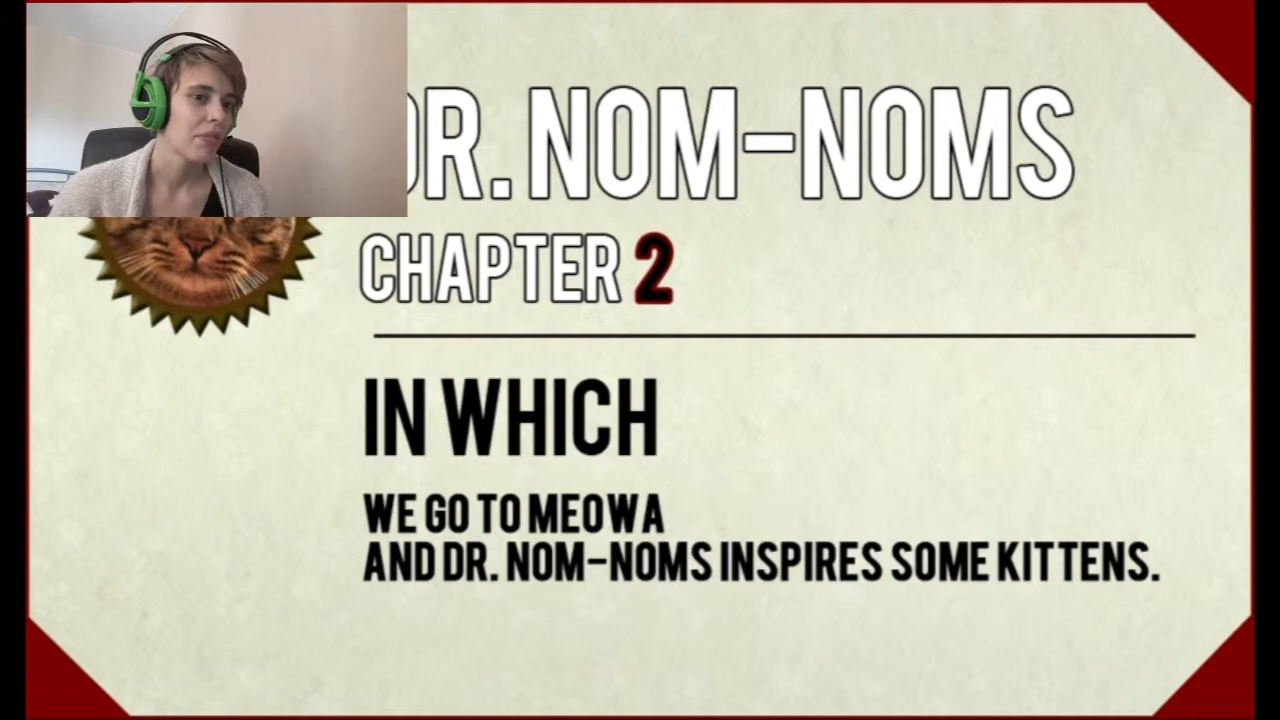 DR. NOM-NOMS
CHAPTER 2
IN WHICH
WE GO TO MEOWA
AND DR. NOM-NOMS INSPIRES SOME KITTENS.